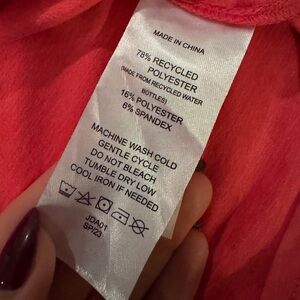 MADE IN CHINA
78% RECYCLED
POLYESTER
(MADE FROM RECYCLED WATER
BOTTLES)
16% POLYESTER
6% SPANDEX
MACHINE WASH COLD
GENTLE CYCLE
DO NOT BLEACH
TUMBLE DRY LOW
COOL IRON IF NEEDED
JDA01
SP/23